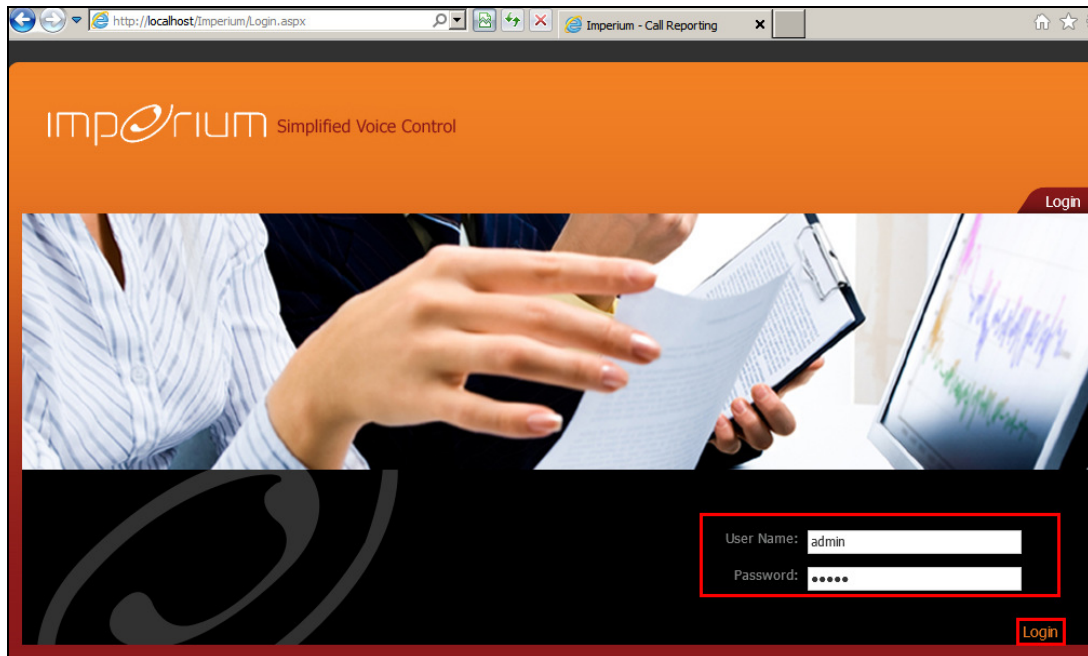 http://localhost/Imperium/Login.aspx
Imperium - Call Reporting
Imperium Simplified Voice Control
Login
User Name: admin
Password: •••••
Login